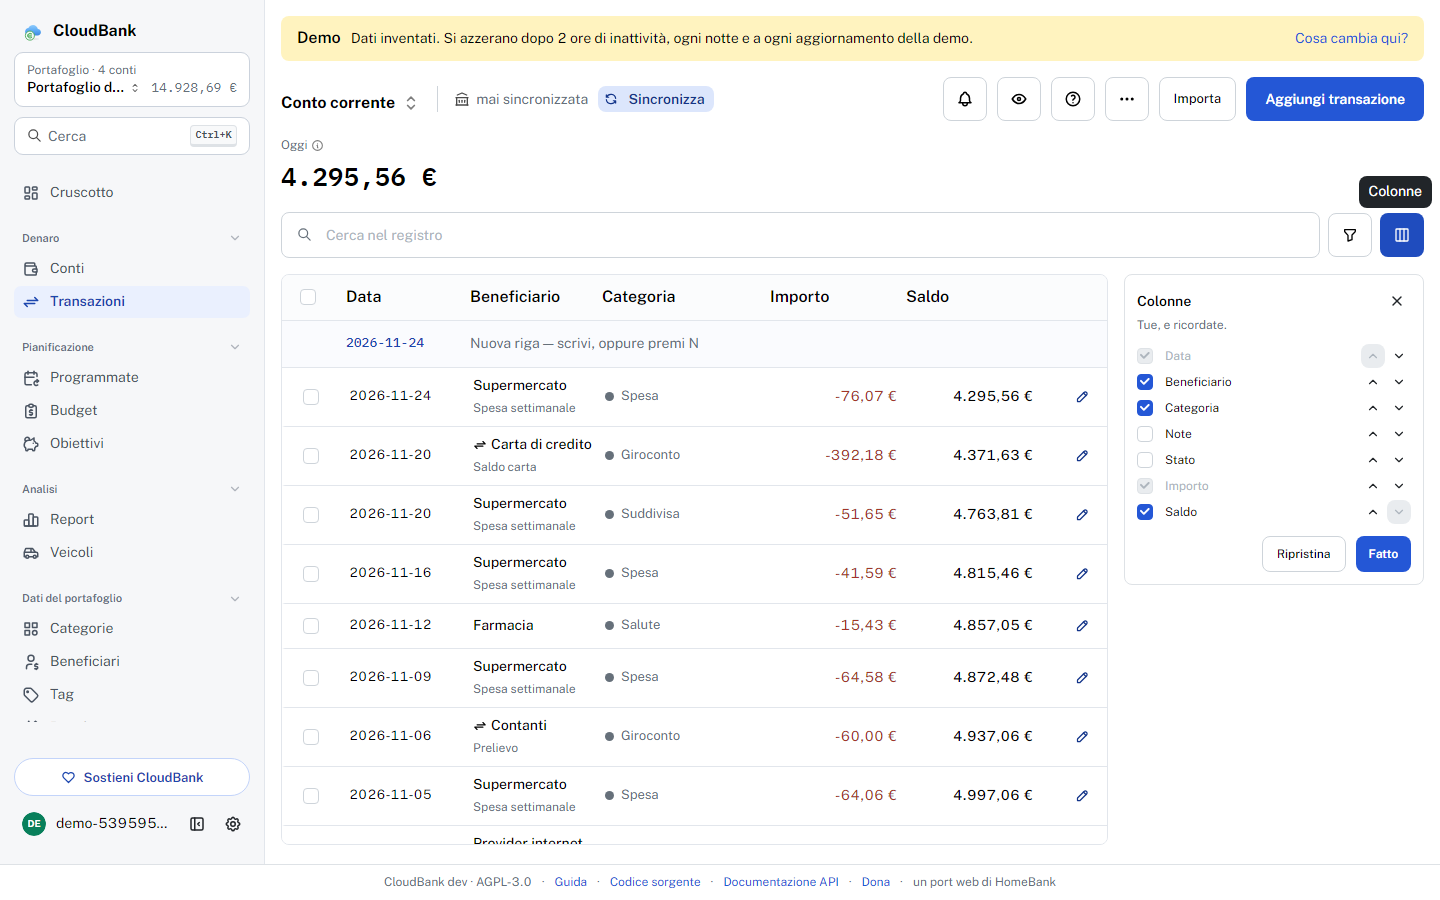 CloudBank
Portafoglio · 4 conti
Portafoglio d... 14.928,69 €
Cerca Ctrl+K
Cruscotto
Denaro
Conti
Transazioni
Pianificazione
Programmate
Budget
Obiettivi
Analisi
Report
Veicoli
Dati del portafoglio
Categorie
Beneficiari
Tag
Sostieni CloudBank
DE demo-539595...
Demo Dati inventati. Si azzerano dopo 2 ore di inattività, ogni notte e a ogni aggiornamento della demo. Cosa cambia qui?
Conto corrente mai sincronizzata Sincronizza Importa Aggiungi transazione
Oggi
4.295,56 €
Colonne
Cerca nel registro
Data Beneficiario Categoria Importo Saldo
2026-11-24 Nuova riga — scrivi, oppure premi N
2026-11-24 Supermercato Spesa -76,07 € 4.295,56 €
Spesa settimanale
2026-11-20 Carta di credito Giroconto -392,18 € 4.371,63 €
Saldo carta
2026-11-20 Supermercato Suddivisa -51,65 € 4.763,81 €
Spesa settimanale
2026-11-16 Supermercato Spesa -41,59 € 4.815,46 €
Spesa settimanale
2026-11-12 Farmacia Salute -15,43 € 4.857,05 €
2026-11-09 Supermercato Spesa -64,58 € 4.872,48 €
Spesa settimanale
2026-11-06 Contanti Giroconto -60,00 € 4.937,06 €
Prelievo
2026-11-05 Supermercato Spesa -64,06 € 4.997,06 €
Spesa settimanale
Provider internet
Colonne
Tue, e ricordate.
Data
Beneficiario
Categoria
Note
Stato
Importo
Saldo
Ripristina Fatto
CloudBank dev · AGPL-3.0 · Guida · Codice sorgente · Documentazione API · Dona · un port web di HomeBank